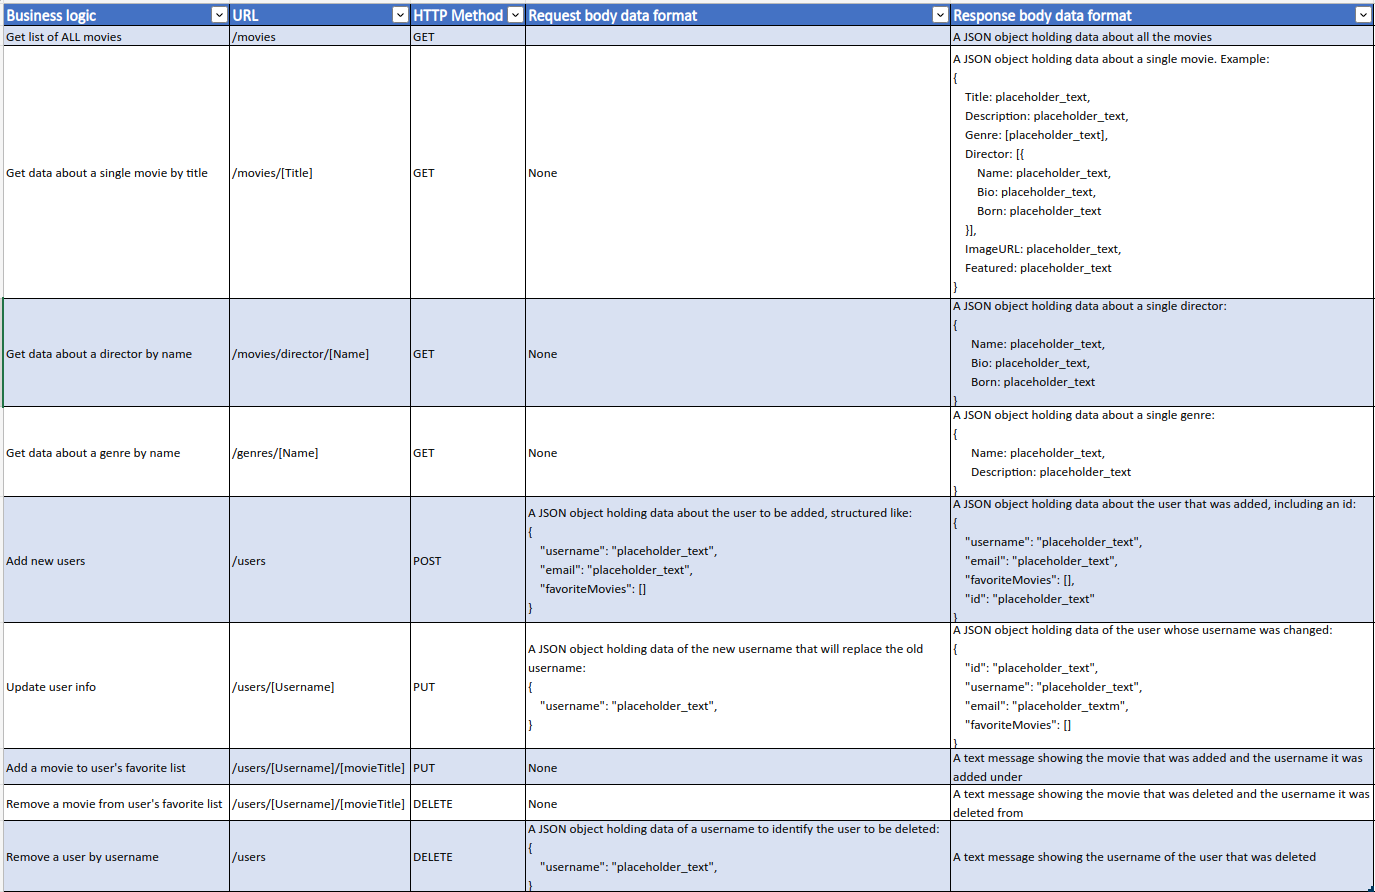 Business logic URL HTTP Method Request body data format Response body data format
Get list of ALL movies /movies GET A JSON object holding data about all the movies
Get data about a single movie by title /movies/[Title] GET None
A JSON object holding data about a single movie. Example:
{
Title: placeholder_text,
Description: placeholder_text,
Genre: [placeholder_text],
Director: [{
Name: placeholder_text,
Bio: placeholder_text,
Born: placeholder_text
}],
ImageURL: placeholder_text,
Featured: placeholder_text
}
Get data about a director by name /movies/director/[Name] GET None
A JSON object holding data about a single director:
{
Name: placeholder_text,
Bio: placeholder_text,
Born: placeholder_text
}
Get data about a genre by name /genres/[Name] GET None
A JSON object holding data about a single genre:
{
Name: placeholder_text,
Description: placeholder_text
}
Add new users /users POST
A JSON object holding data about the user to be added, structured like:
{
"username": "placeholder_text",
"email": "placeholder_text",
"favoriteMovies": []
}
A JSON object holding data about the user that was added, including an id:
{
"username": "placeholder_text",
"email": "placeholder_text",
"favoriteMovies": [],
"id": "placeholder_text"
}
Update user info /users/[Username] PUT
A JSON object holding data of the new username that will replace the old
username:
{
"username": "placeholder_text",
}
A JSON object holding data of the user whose username was changed:
{
"id": "placeholder_text",
"username": "placeholder_text",
"email": "placeholder_textm",
"favoriteMovies": []
}
Add a movie to user's favorite list /users/[Username]/[movieTitle] PUT None
A text message showing the movie that was added and the username it was
added under
Remove a movie from user's favorite list /users/[Username]/[movieTitle] DELETE None
A text message showing the movie that was deleted and the username it was
deleted from
Remove a user by username /users DELETE
A JSON object holding data of a username to identify the user to be deleted:
{
"username": "placeholder_text",
}
A text message showing the username of the user that was deleted